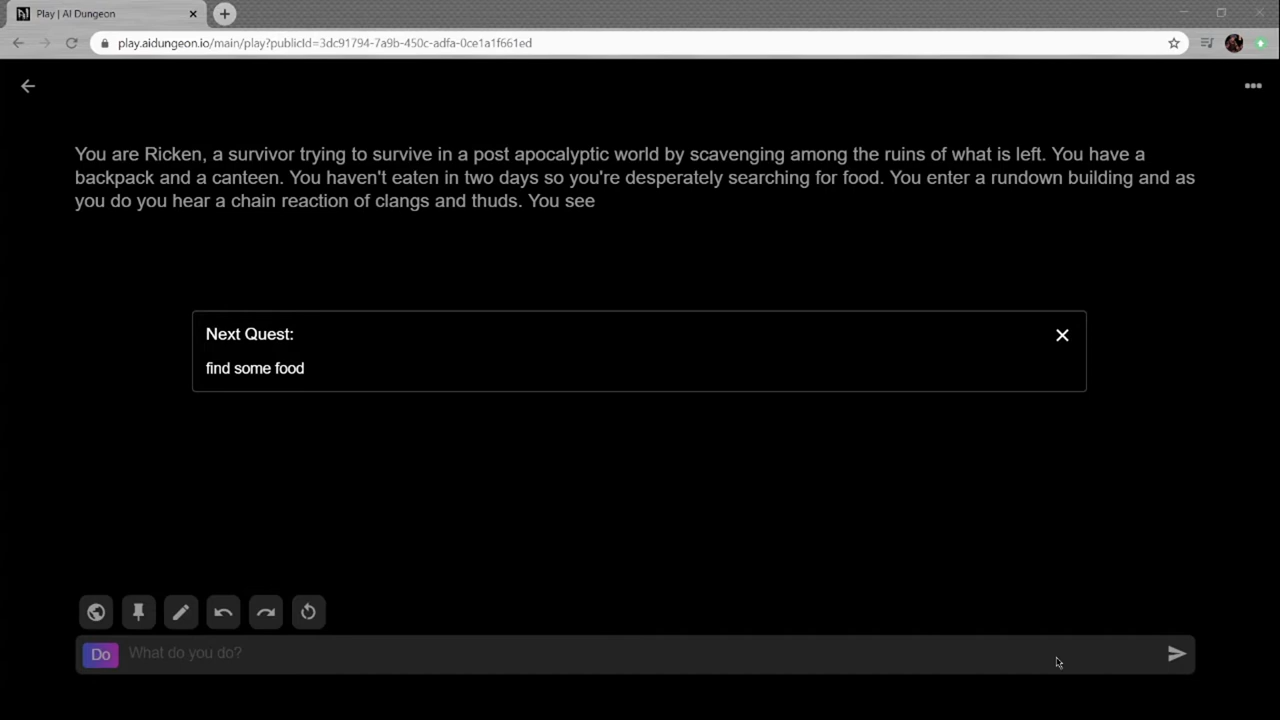 Play | AI Dungeon
play.aidungeon.io/main/play?publicId=3dc91794-7a9b-450c-adfa-0ce1a1f661ed
You are Ricken, a survivor trying to survive in a post apocalyptic world by scavenging among the ruins of what is left. You have a
backpack and a canteen. You haven't eaten in two days so you're desperately searching for food. You enter a rundown building and as
you do you hear a chain reaction of clangs and thuds. You see
Next Quest:
find some food
Do What do you do?